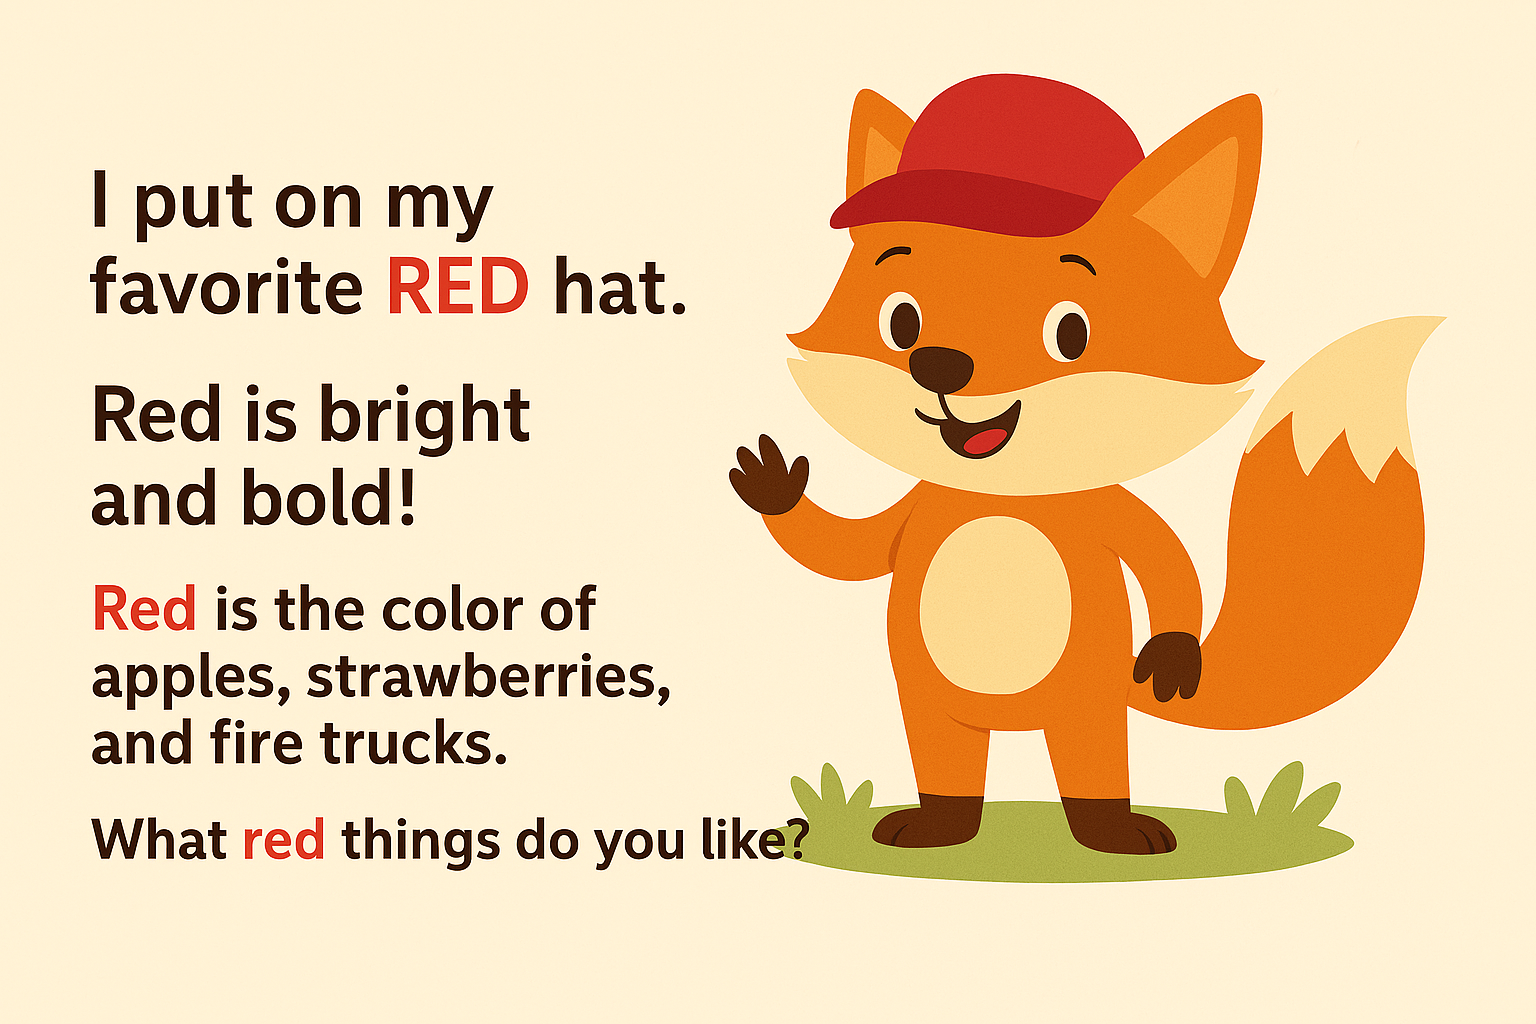 I put on my
favorite RED hat.
Red is bright
and bold!
Red is the color of
apples, strawberries,
and fire trucks.
What red things do you like?